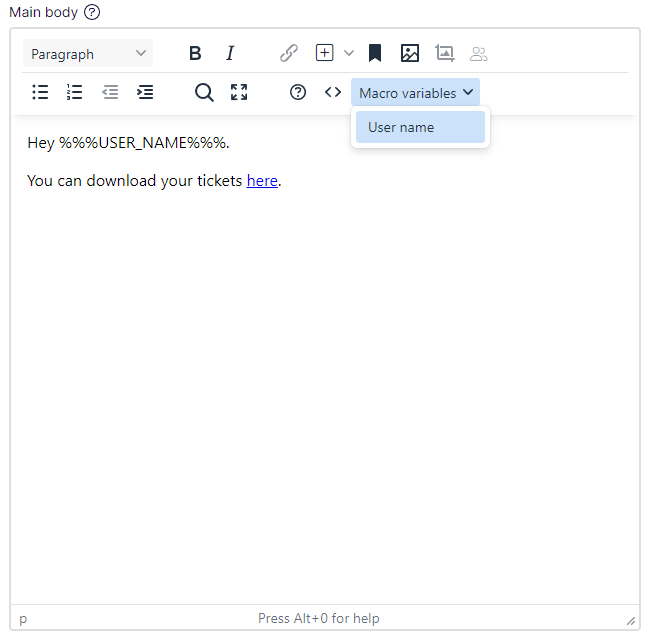 Main body
Paragraph
B I
Macro variables
User name
Hey %%%USER_NAME%%%.
You can download your tickets here.
p Press Alt+0 for help